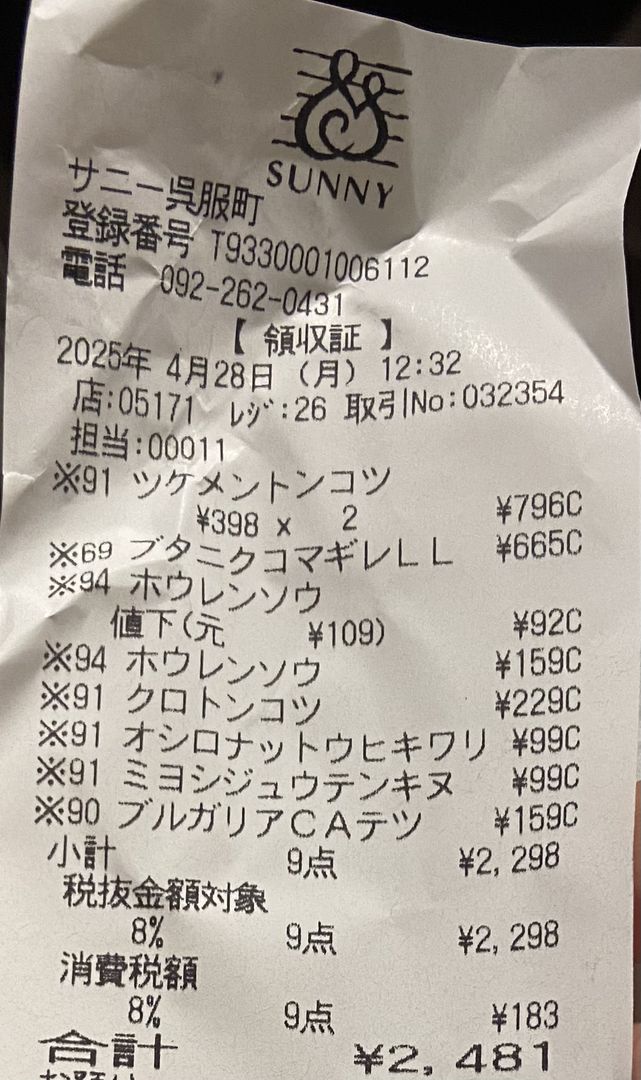 SUNNY
サニー呉服町
登録番号 T9330001006112
電話 092-262-0431
【 領収証 】
2025年 4月28日 (月) 12:32
店:05171 ﾚｼﾞ:26 取引No:032354
担当:00011
※91 ツケメントンコツ
¥398 x 2 ¥796C
※69 ブタニクコマギレLL ¥665C
※94 ホウレンソウ
値下(元 ¥109) ¥92C
※94 ホウレンソウ ¥159C
※91 クロトンコツ ¥229C
※91 オシロナットウヒキワリ ¥99C
※91 ミヨシジュウテンキヌ ¥99C
※90 ブルガリアCAテツ ¥159C
小計 9点 ¥2,298
税抜金額対象
8% 9点 ¥2,298
消費税額
8% 9点 ¥183
合計 ¥2,481